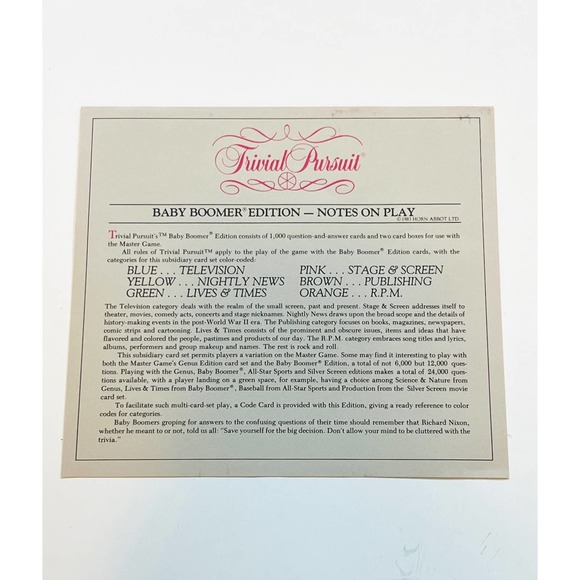 Trivial Pursuit®
© 1983 HORN ABBOT LTD.
BABY BOOMER® EDITION — NOTES ON PLAY
Trivial Pursuit's™ Baby Boomer® Edition consists of 1,000 question-and-answer cards and two card boxes for use with
the Master Game.
All rules of Trivial Pursuit™ apply to the play of the game with the Baby Boomer® Edition cards, with the
categories for this subsidiary card set color-coded:
BLUE . . . TELEVISION PINK . . . STAGE & SCREEN
YELLOW . . . NIGHTLY NEWS BROWN . . . PUBLISHING
GREEN . . . LIVES & TIMES ORANGE . . . R.P.M.
The Television category deals with the realm of the small screen, past and present. Stage & Screen addresses itself to
theater, movies, comedy acts, concerts and stage nicknames. Nightly News draws upon the broad scope and the details of
history-making events in the post-World War II era. The Publishing category focuses on books, magazines, newspapers,
comic strips and cartooning. Lives & Times consists of the prominent and obscure issues, items and ideas that have
flavored and colored the people, pastimes and products of our day. The R.P.M. category embraces song titles and lyrics,
albums, performers and group makeup and names. The rest is rock and roll.
This subsidiary card set permits players a variation on the Master Game. Some may find it interesting to play with
both the Master Game's Genus Edition card set and the Baby Boomer® Edition, a total of not 6,000 but 12,000 ques-
tions. Playing with the Genus, Baby Boomer®, All-Star Sports and Silver Screen editions makes a total of 24,000 ques-
tions available, with a player landing on a green space, for example, having a choice among Science & Nature from
Genus, Lives & Times from Baby Boomer®, Baseball from All-Star Sports and Production from the Silver Screen movie
card set.
To facilitate such multi-card-set play, a Code Card is provided with this Edition, giving a ready reference to color
codes for categories.
Baby Boomers groping for answers to the confusing questions of their time should remember that Richard Nixon,
whether he meant to or not, told us all: "Save yourself for the big decision. Don't allow your mind to be cluttered with the
trivia."